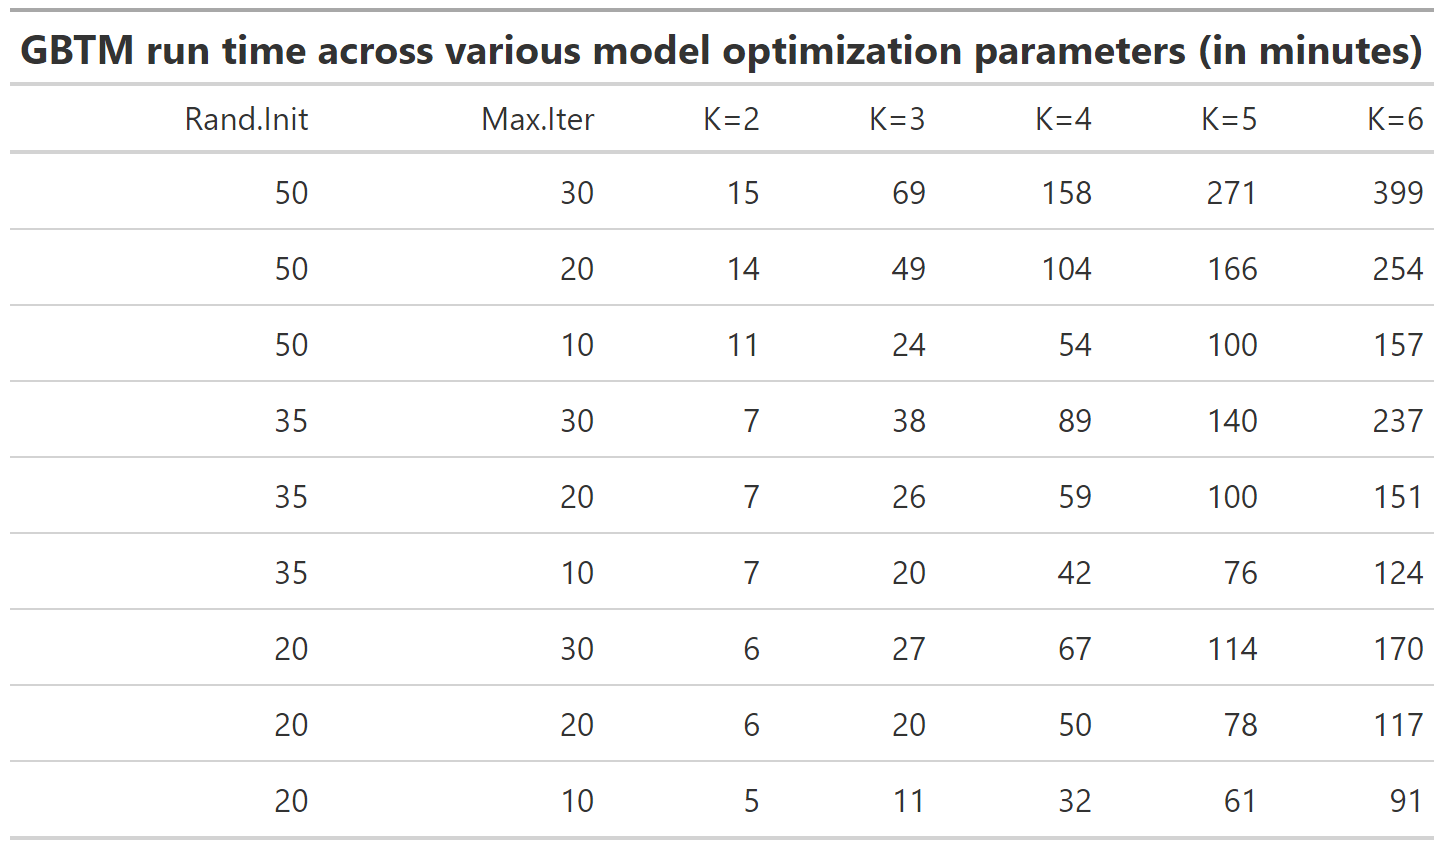 GBTM run time across various model optimization parameters (in minutes)
Rand.Init Max.Iter K=2 K=3 K=4 K=5 K=6
50 30 15 69 158 271 399
50 20 14 49 104 166 254
50 10 11 24 54 100 157
35 30 7 38 89 140 237
35 20 7 26 59 100 151
35 10 7 20 42 76 124
20 30 6 27 67 114 170
20 20 6 20 50 78 117
20 10 5 11 32 61 91